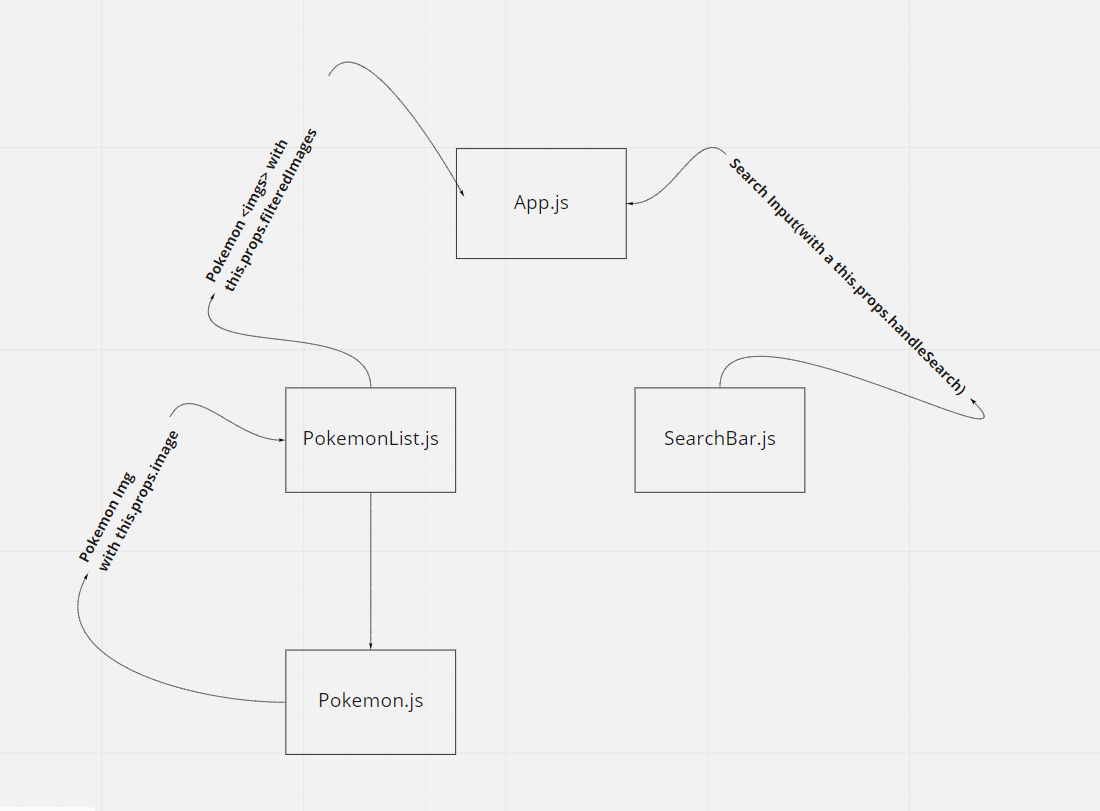 Pokemon <imgs> with
this.props.filteredImages
App.js
Search Input(with a this.props.handleSearch)
PokemonList.js
SearchBar.js
Pokemon Img
with this.props.image
Pokemon.js